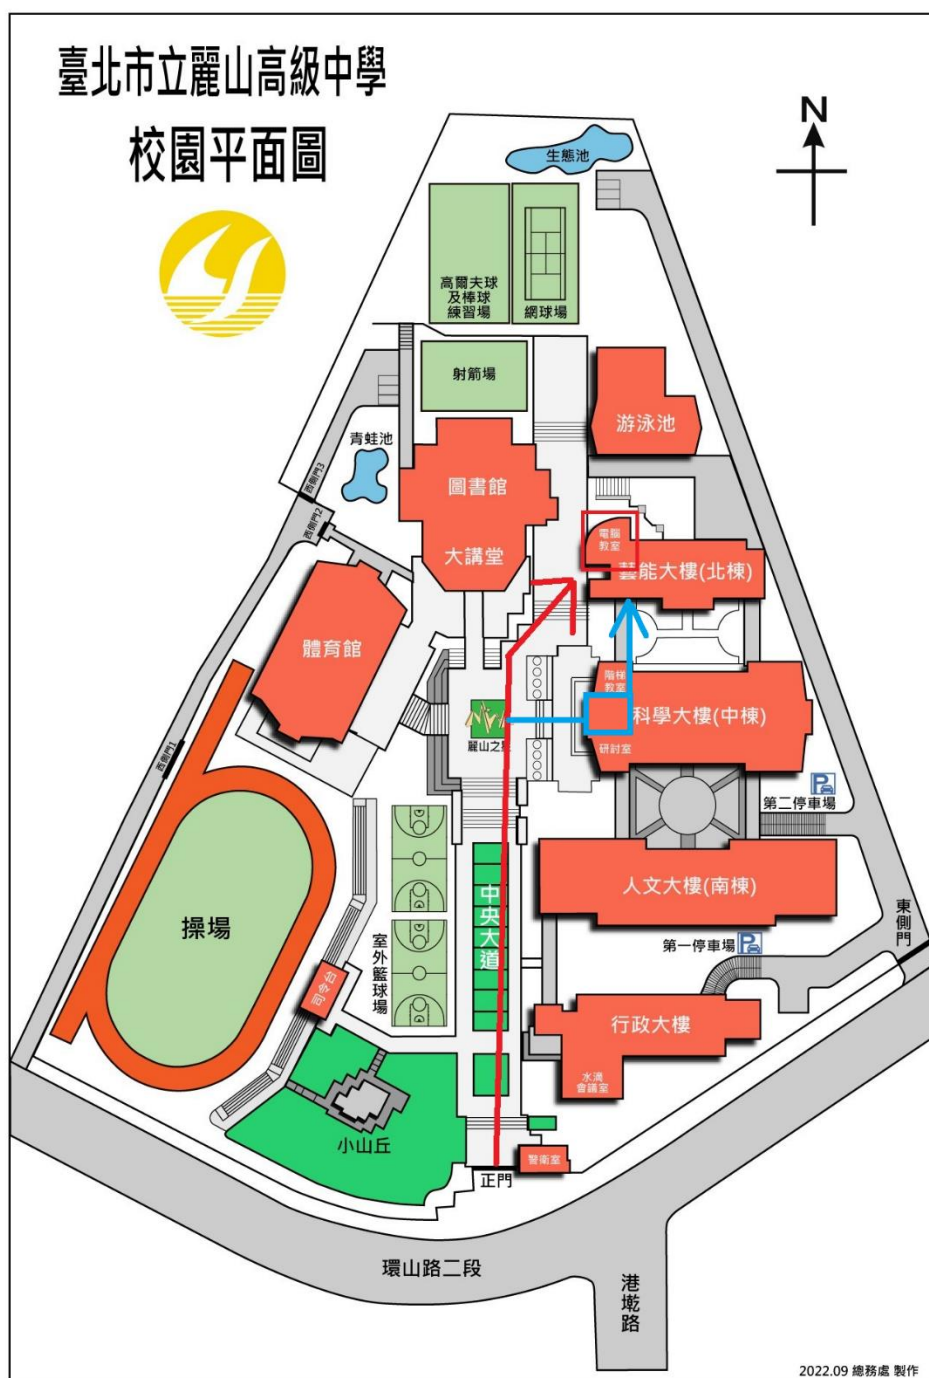 臺北市立麗山高級中學
校園平面圖
N
生態池
高爾夫球
及棒球
練習場
網球場
射箭場
游泳池
青蛙池
西側門3
西側門2
圖書館
大講堂
電腦
教室
藝能大樓(北棟)
體育館
階梯
教室
科學大樓(中棟)
研討室
麗山之星
西側門1
第二停車場
人文大樓(南棟)
中央大道
操場
室外籃球場
東側門
第一停車場
司令台
行政大樓
水滴
會議室
小山丘
警衛室
正門
環山路二段
港墘路
2022.09 總務處 製作